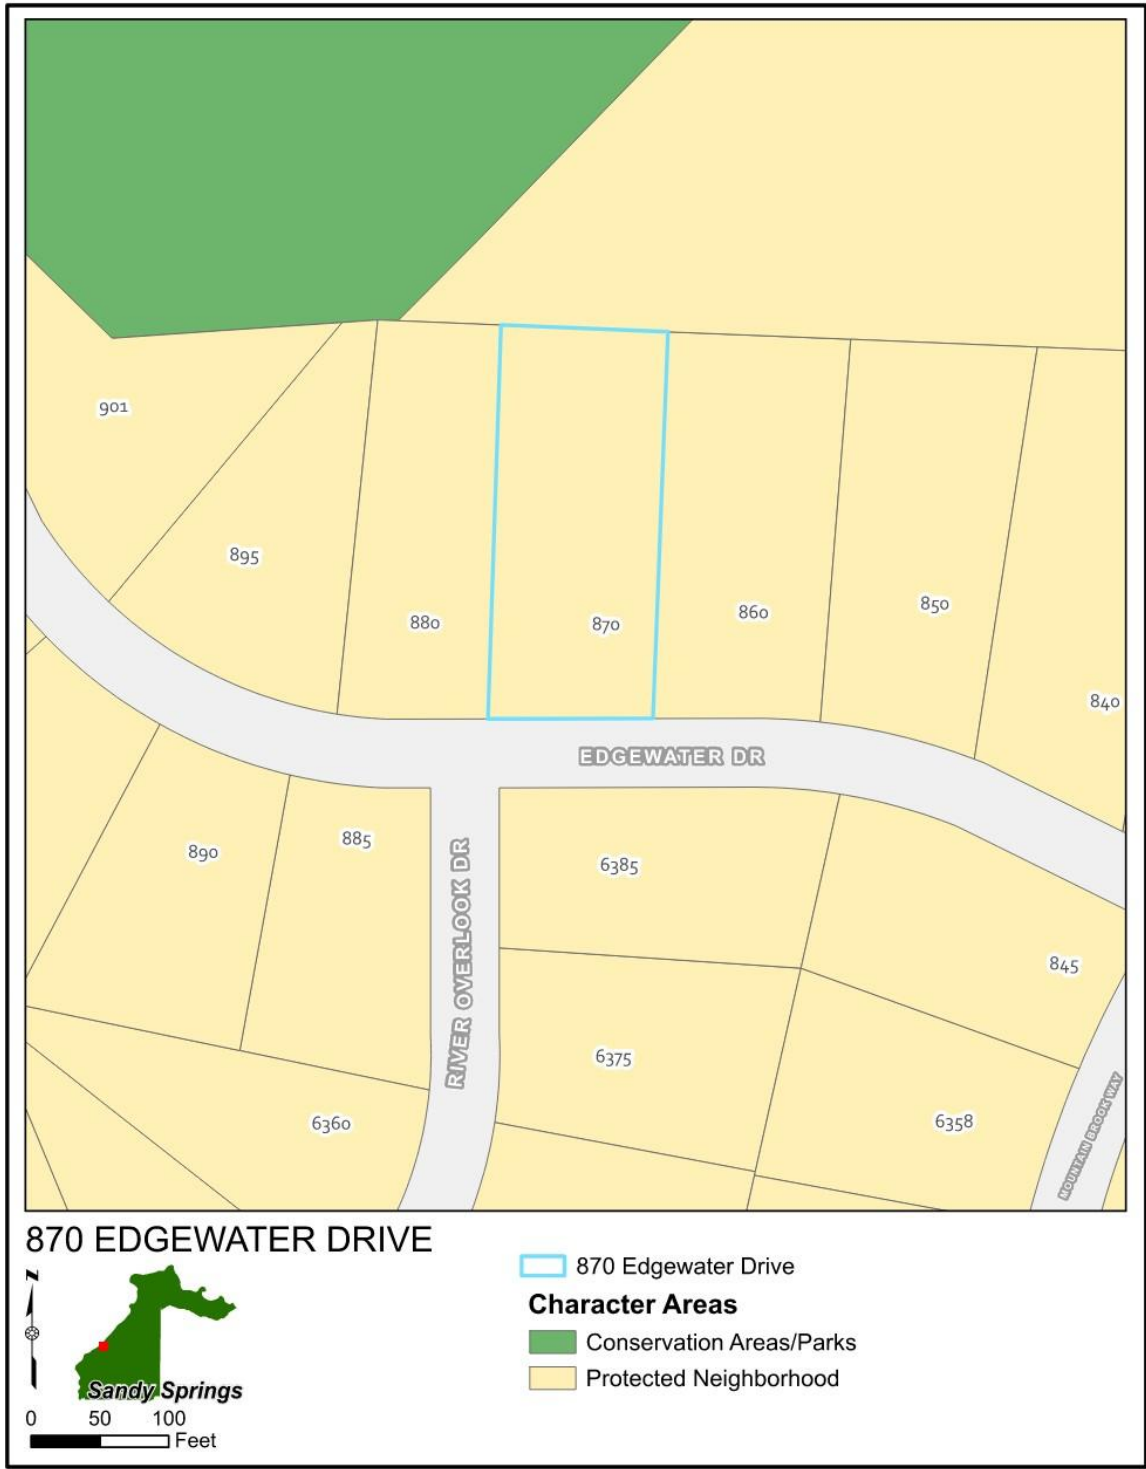 901
895
880
870
860
850
840
EDGEWATER DR
890
885
6385
RIVER OVERLOOK DR
845
6375
6360
6358
MOUNTAIN BROOK WAY
870 EDGEWATER DRIVE
N
Sandy Springs
0 50 100
Feet
870 Edgewater Drive
Character Areas
Conservation Areas/Parks
Protected Neighborhood